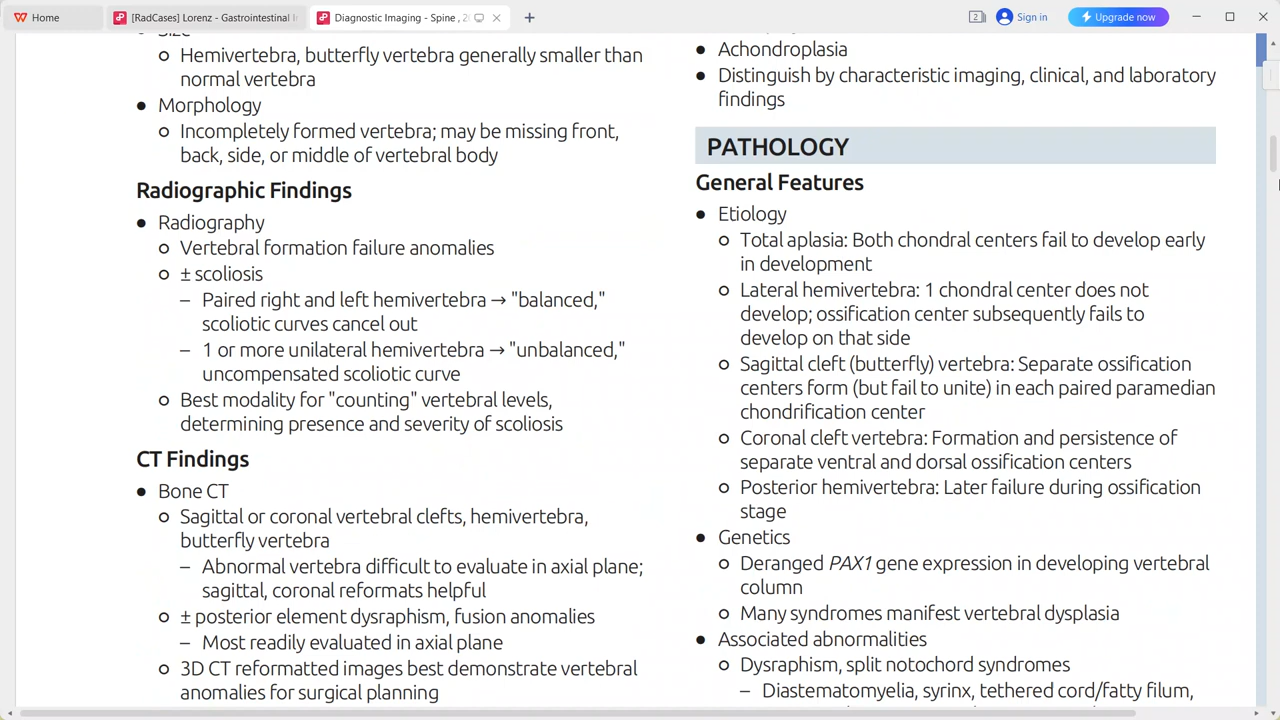 Home
[RadCases] Lorenz - Gastrointestinal I
Diagnostic Imaging - Spine , 2
2
Sign in
Upgrade now
Size
Hemivertebra, butterfly vertebra generally smaller than
normal vertebra
● Morphology
Incompletely formed vertebra; may be missing front,
back, side, or middle of vertebral body
Radiographic Findings
● Radiography
Vertebral formation failure anomalies
± scoliosis
– Paired right and left hemivertebra → "balanced,"
scoliotic curves cancel out
– 1 or more unilateral hemivertebra → "unbalanced,"
uncompensated scoliotic curve
Best modality for "counting" vertebral levels,
determining presence and severity of scoliosis
CT Findings
● Bone CT
Sagittal or coronal vertebral clefts, hemivertebra,
butterfly vertebra
– Abnormal vertebra difficult to evaluate in axial plane;
sagittal, coronal reformats helpful
± posterior element dysraphism, fusion anomalies
– Most readily evaluated in axial plane
3D CT reformatted images best demonstrate vertebral
anomalies for surgical planning
● Achondroplasia
● Distinguish by characteristic imaging, clinical, and laboratory
findings
PATHOLOGY
General Features
● Etiology
Total aplasia: Both chondral centers fail to develop early
in development
Lateral hemivertebra: 1 chondral center does not
develop; ossification center subsequently fails to
develop on that side
Sagittal cleft (butterfly) vertebra: Separate ossification
centers form (but fail to unite) in each paired paramedian
chondrification center
Coronal cleft vertebra: Formation and persistence of
separate ventral and dorsal ossification centers
Posterior hemivertebra: Later failure during ossification
stage
● Genetics
Deranged PAX1 gene expression in developing vertebral
column
Many syndromes manifest vertebral dysplasia
● Associated abnormalities
Dysraphism, split notochord syndromes
– Diastematomyelia, syrinx, tethered cord/fatty filum,